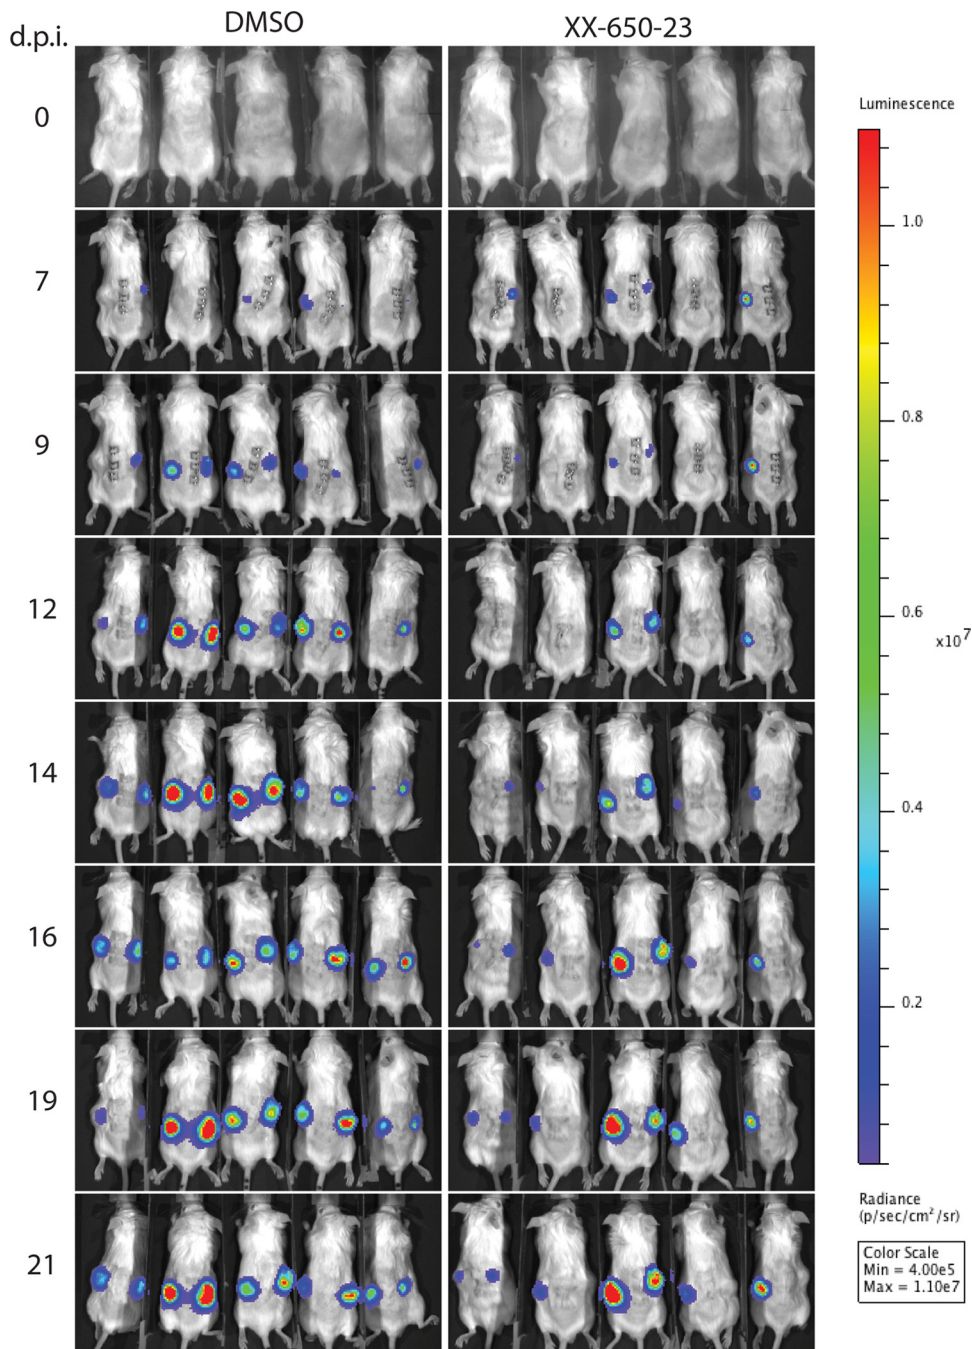 d.p.i.
DMSO
XX-650-23
0
7
9
12
14
16
19
21
Luminescence
1.0
0.8
0.6
x10⁷
0.4
0.2
Radiance
(p/sec/cm²/sr)
Color Scale
Min = 4.00e5
Max = 1.10e7